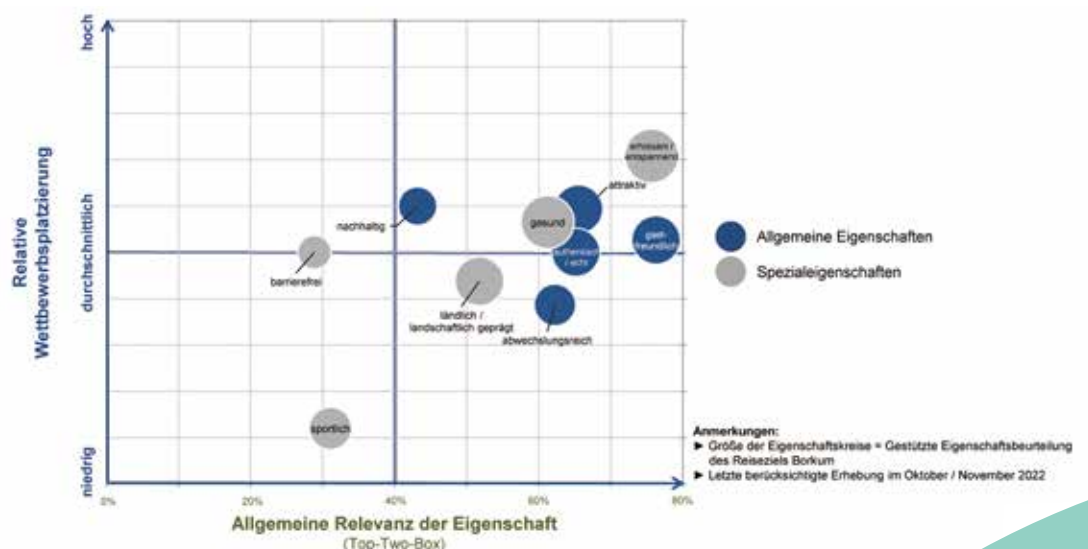 hoch
Relative
Wettbewerbsplatzierung
durchschnittlich
niedrig
erholsam /
entspannend
attraktiv
nachhaltig
gesund
gast-
freundlich
authentisch
/ echt
barrierefrei
ländlich /
landschaftlich geprägt
abwechslungsreich
sportlich
Allgemeine Eigenschaften
Spezialeigenschaften
Anmerkungen:
► Größe der Eigenschaftskreise = Gestützte Eigenschaftsbeurteilung
des Reiseziels Borkum
► Letzte berücksichtigte Erhebung im Oktober / November 2022
0% 20% 40% 60% 80%
Allgemeine Relevanz der Eigenschaft
(Top-Two-Box)